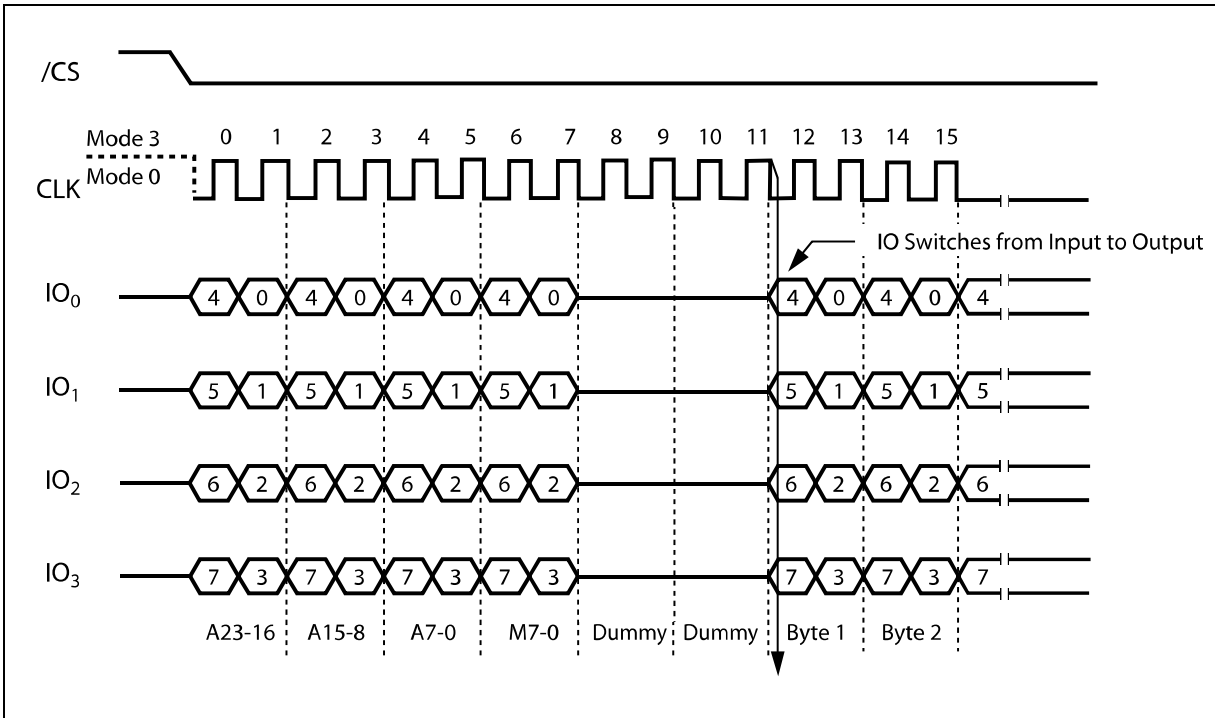 /CS
Mode 3
0 1 2 3 4 5 6 7 8 9 10 11 12 13 14 15
Mode 0
CLK
IO Switches from Input to Output
IO0 4 0 4 0 4 0 4 0 4 0 4 0 4
IO1 5 1 5 1 5 1 5 1 5 1 5 1 5
IO2 6 2 6 2 6 2 6 2 6 2 6 2 6
IO3 7 3 7 3 7 3 7 3 7 3 7 3 7
A23-16 A15-8 A7-0 M7-0 Dummy Dummy Byte 1 Byte 2